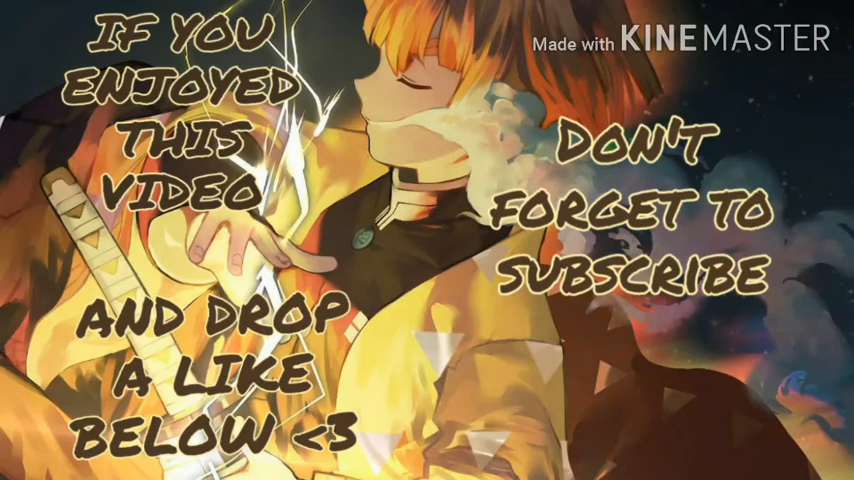 IF YOU
ENJOYED
THIS
VIDEO
AND DROP
A LIKE
BELOW <3
Made with KINEMASTER
DON'T
FORGET TO
SUBSCRIBE